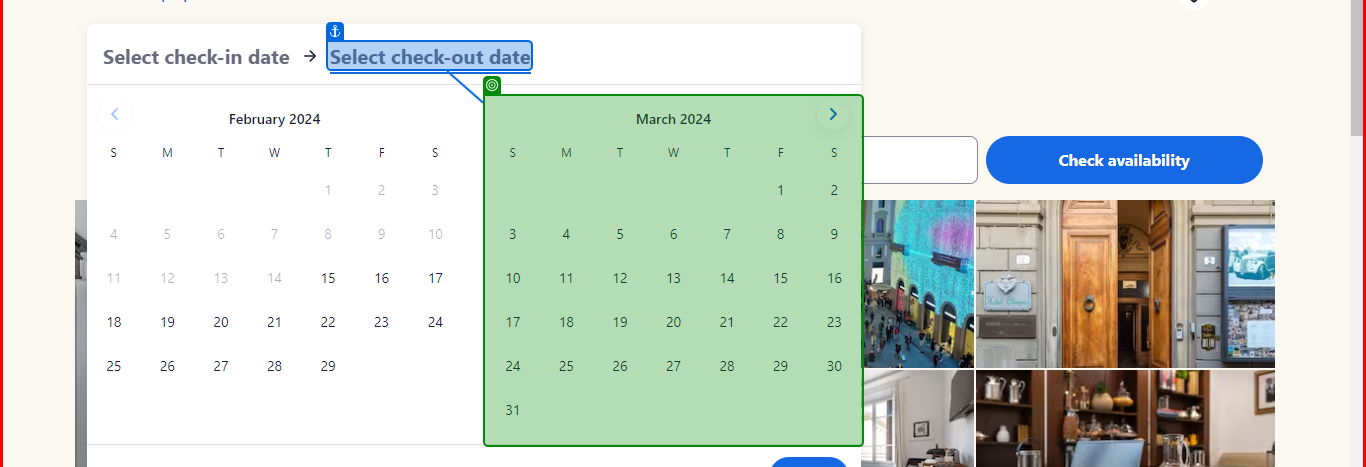 Select check-in date → Select check-out date
February 2024
S M T W T F S
1 2 3
4 5 6 7 8 9 10
11 12 13 14 15 16 17
18 19 20 21 22 23 24
25 26 27 28 29
March 2024
S M T W T F S
1 2
3 4 5 6 7 8 9
10 11 12 13 14 15 16
17 18 19 20 21 22 23
24 25 26 27 28 29 30
31
Check availability